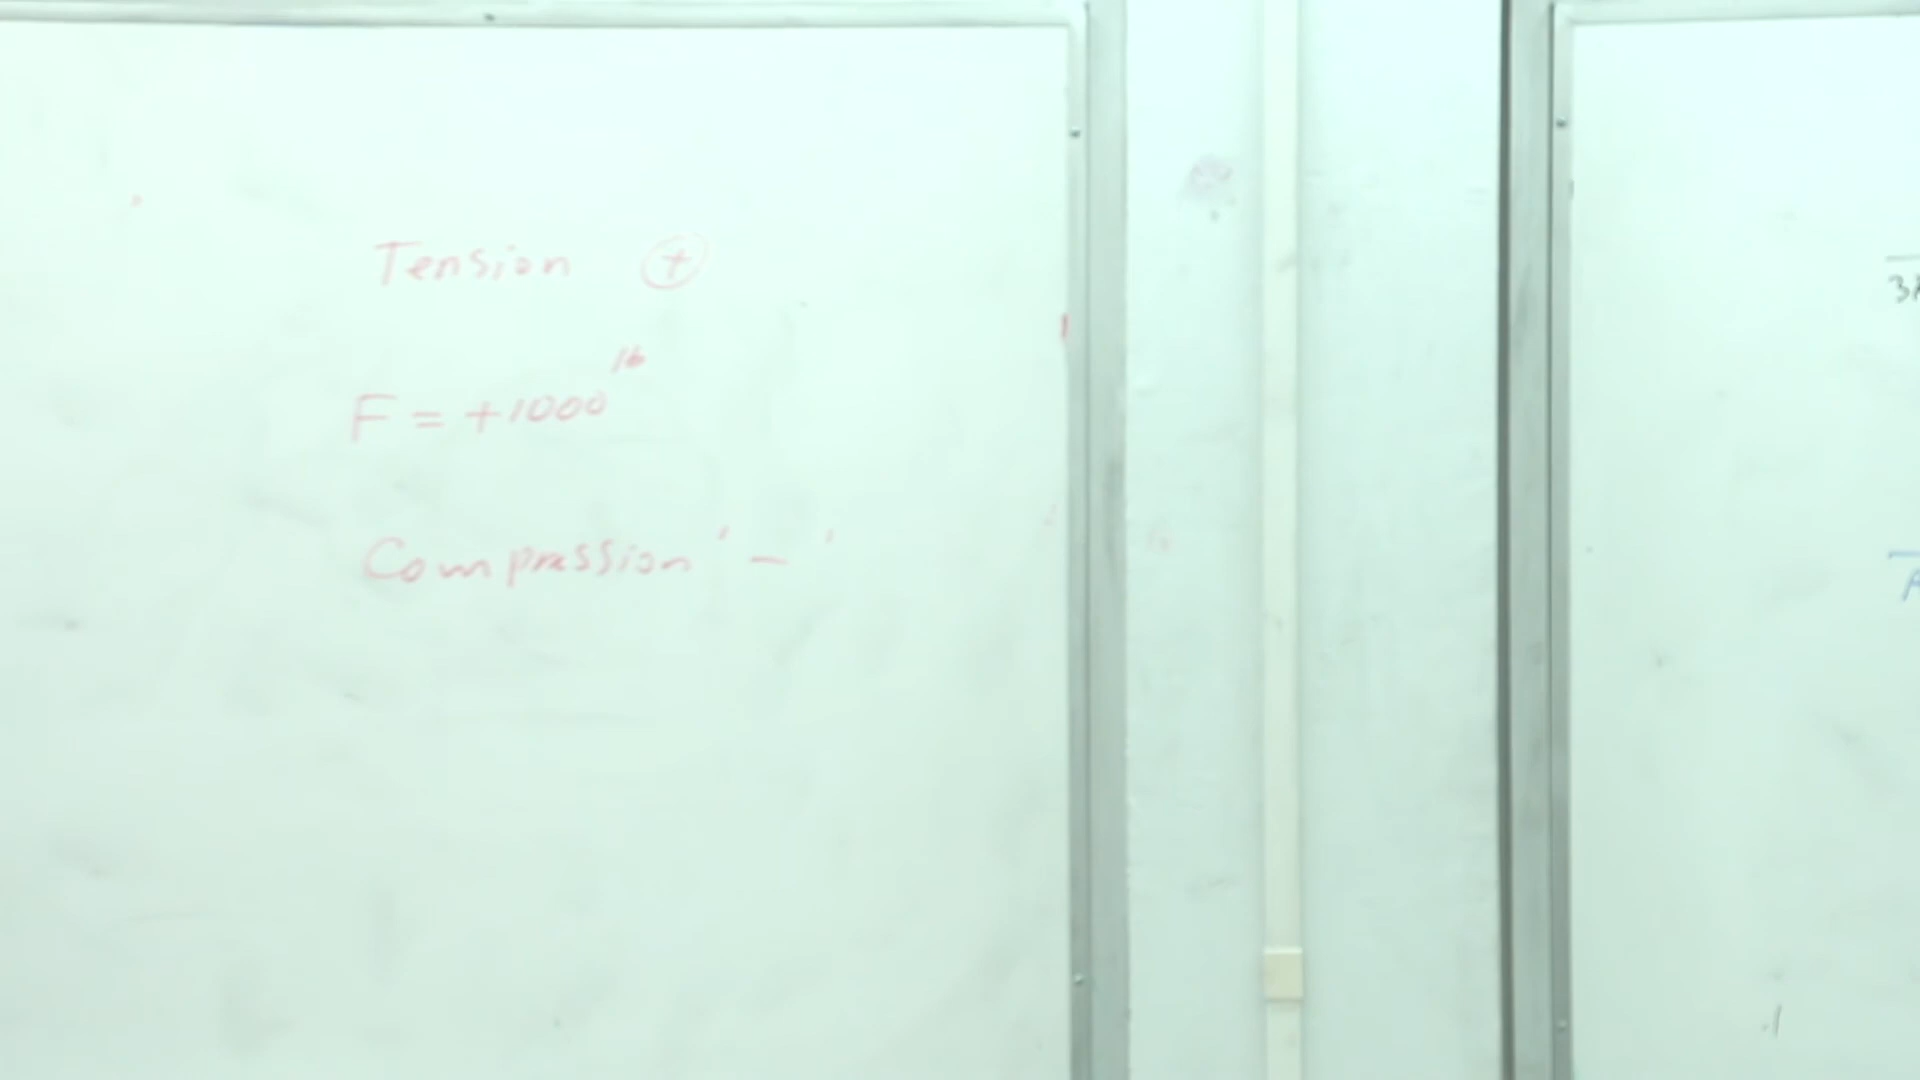 Tension ⊕
F = +1000 lb
Compression ' - '